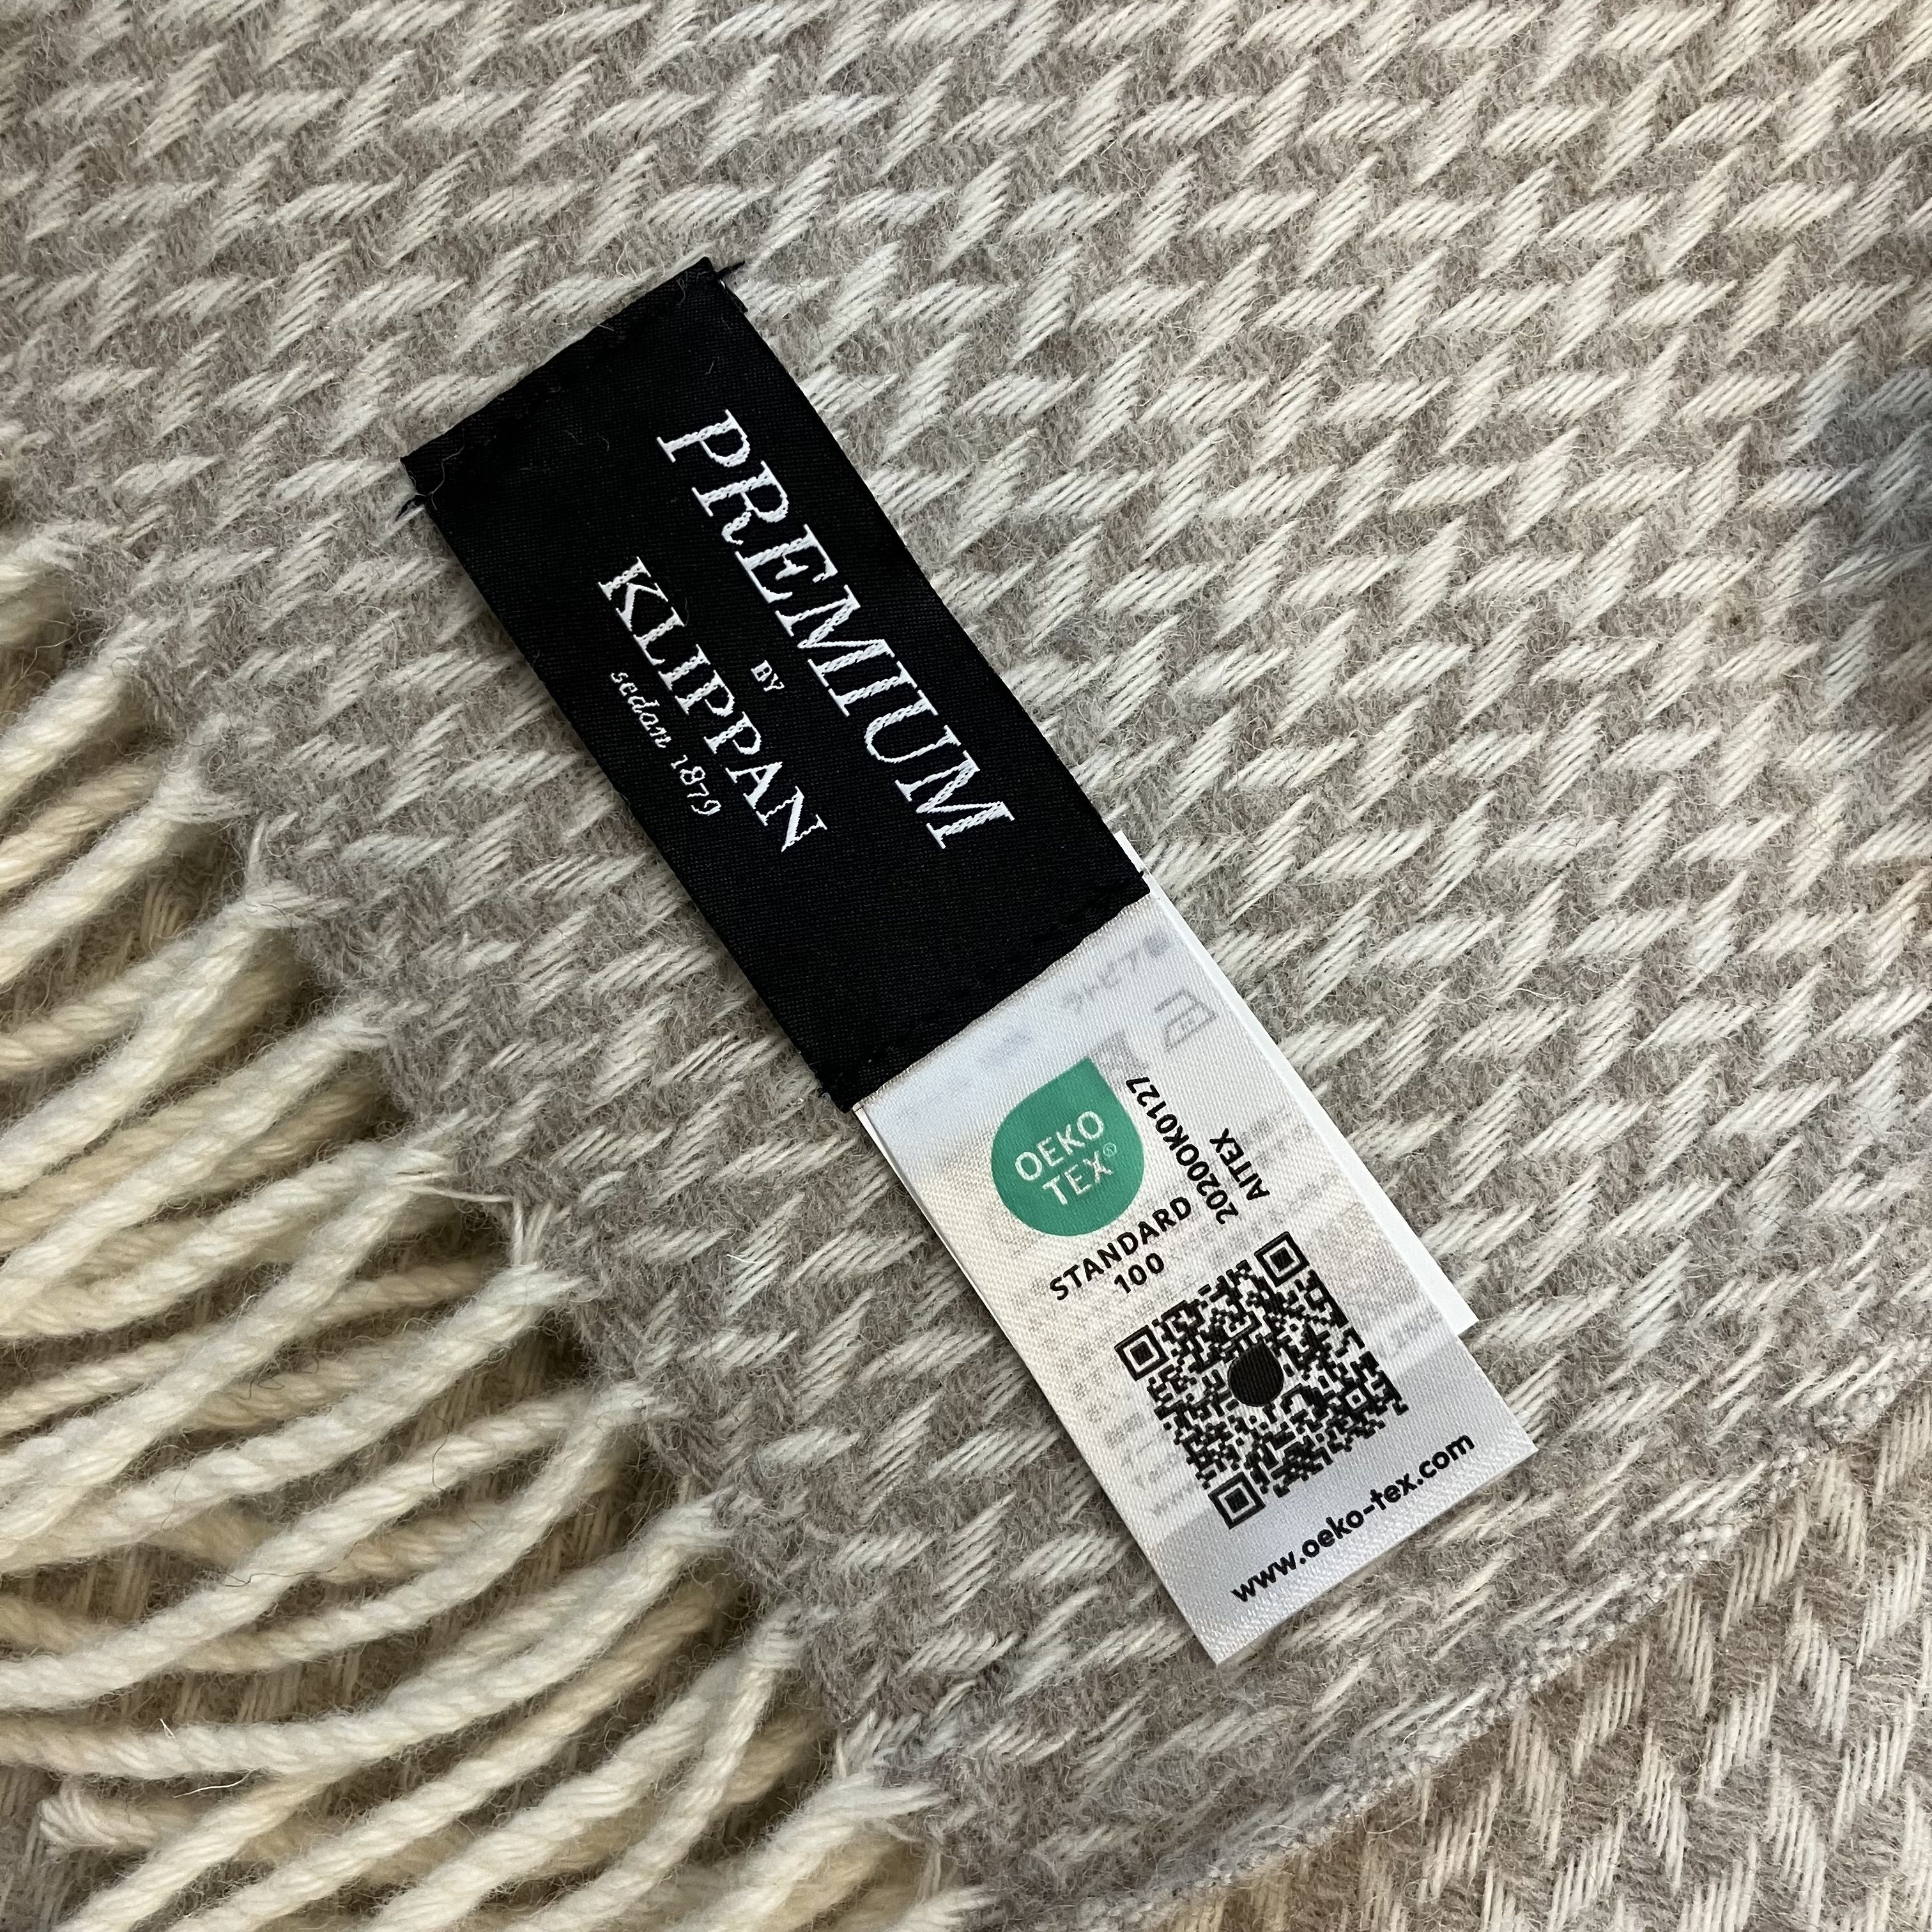 PREMIUM
BY
KLIPPAN
sedan 1879
OEKO
TEX®
STANDARD
100
2020OK0127
AITEX
www.oeko-tex.com